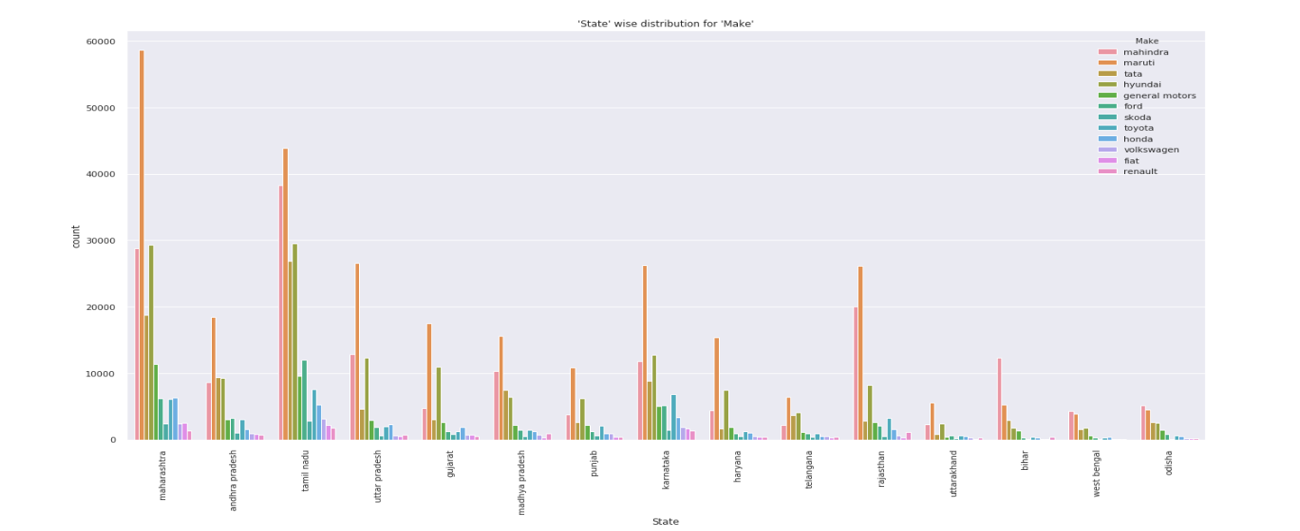 'State' wise distribution for 'Make'
60000
50000
40000
30000
20000
10000
0
count
Make
mahindra
maruti
tata
hyundai
general motors
ford
skoda
toyota
honda
volkswagen
fiat
renault
maharashtra
andhra pradesh
tamil nadu
uttar pradesh
gujarat
madhya pradesh
punjab
karnataka
haryana
telangana
rajasthan
uttarakhand
bihar
west bengal
odisha
State